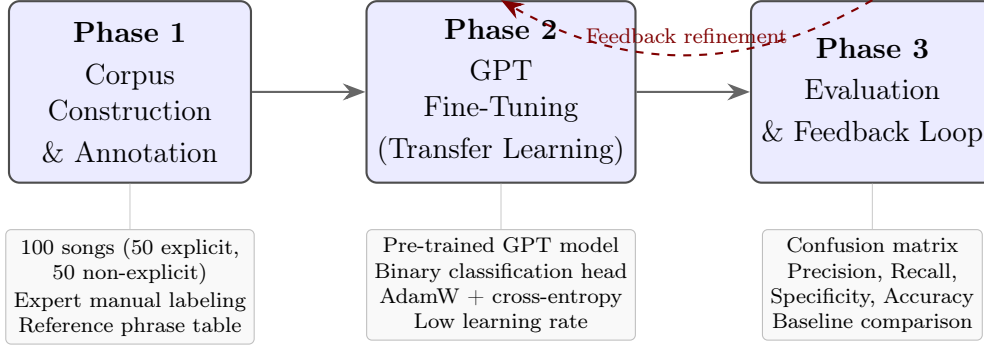 Phase 1
Corpus
Construction
& Annotation
Phase 2
GPT
Fine-Tuning
(Transfer Learning)
Feedback refinement
Phase 3
Evaluation
& Feedback Loop
100 songs (50 explicit,
50 non-explicit)
Expert manual labeling
Reference phrase table
Pre-trained GPT model
Binary classification head
AdamW + cross-entropy
Low learning rate
Confusion matrix
Precision, Recall,
Specificity, Accuracy
Baseline comparison